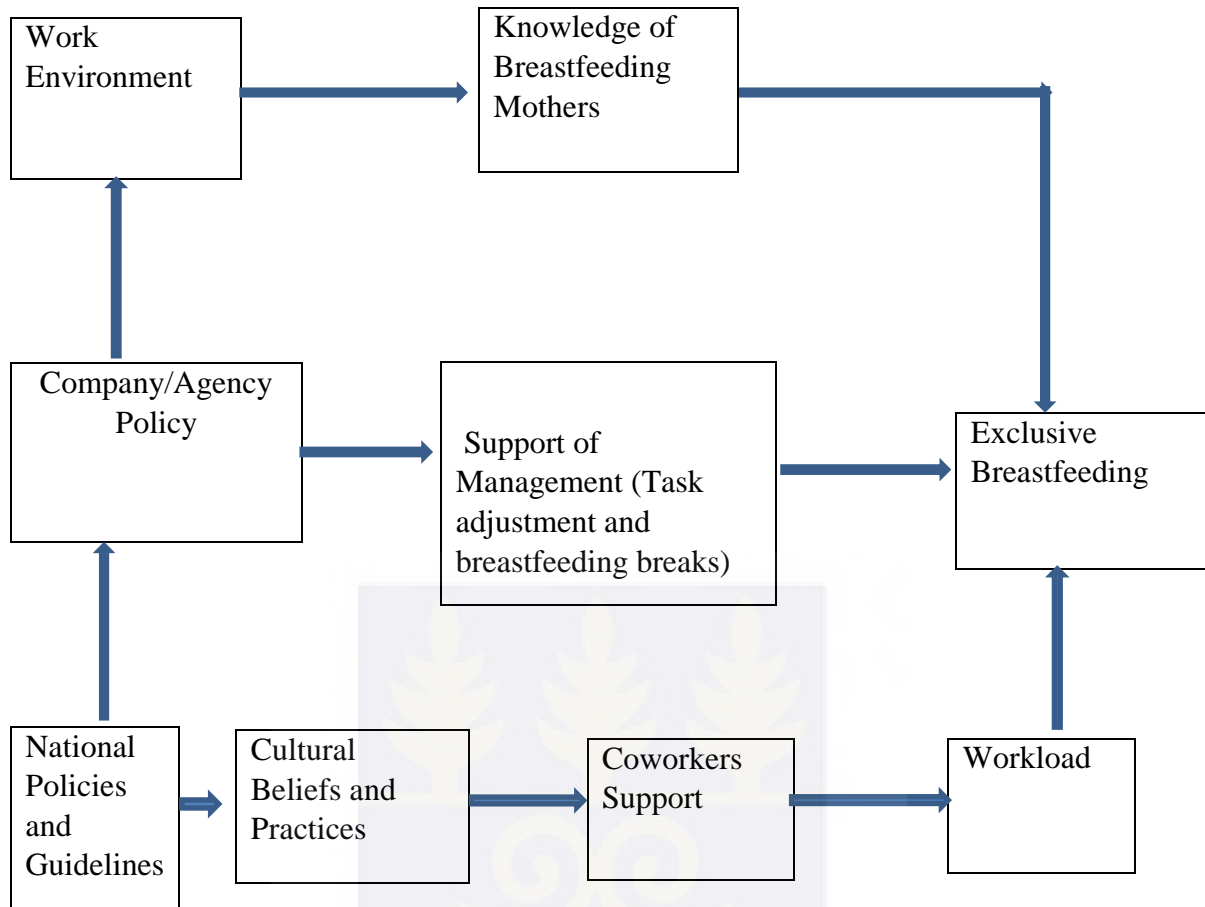 Work
Environment
Knowledge of
Breastfeeding
Mothers
Company/Agency
Policy
Support of
Management (Task
adjustment and
breastfeeding breaks)
Exclusive
Breastfeeding
National
Policies
and
Guidelines
Cultural
Beliefs and
Practices
Coworkers
Support
Workload